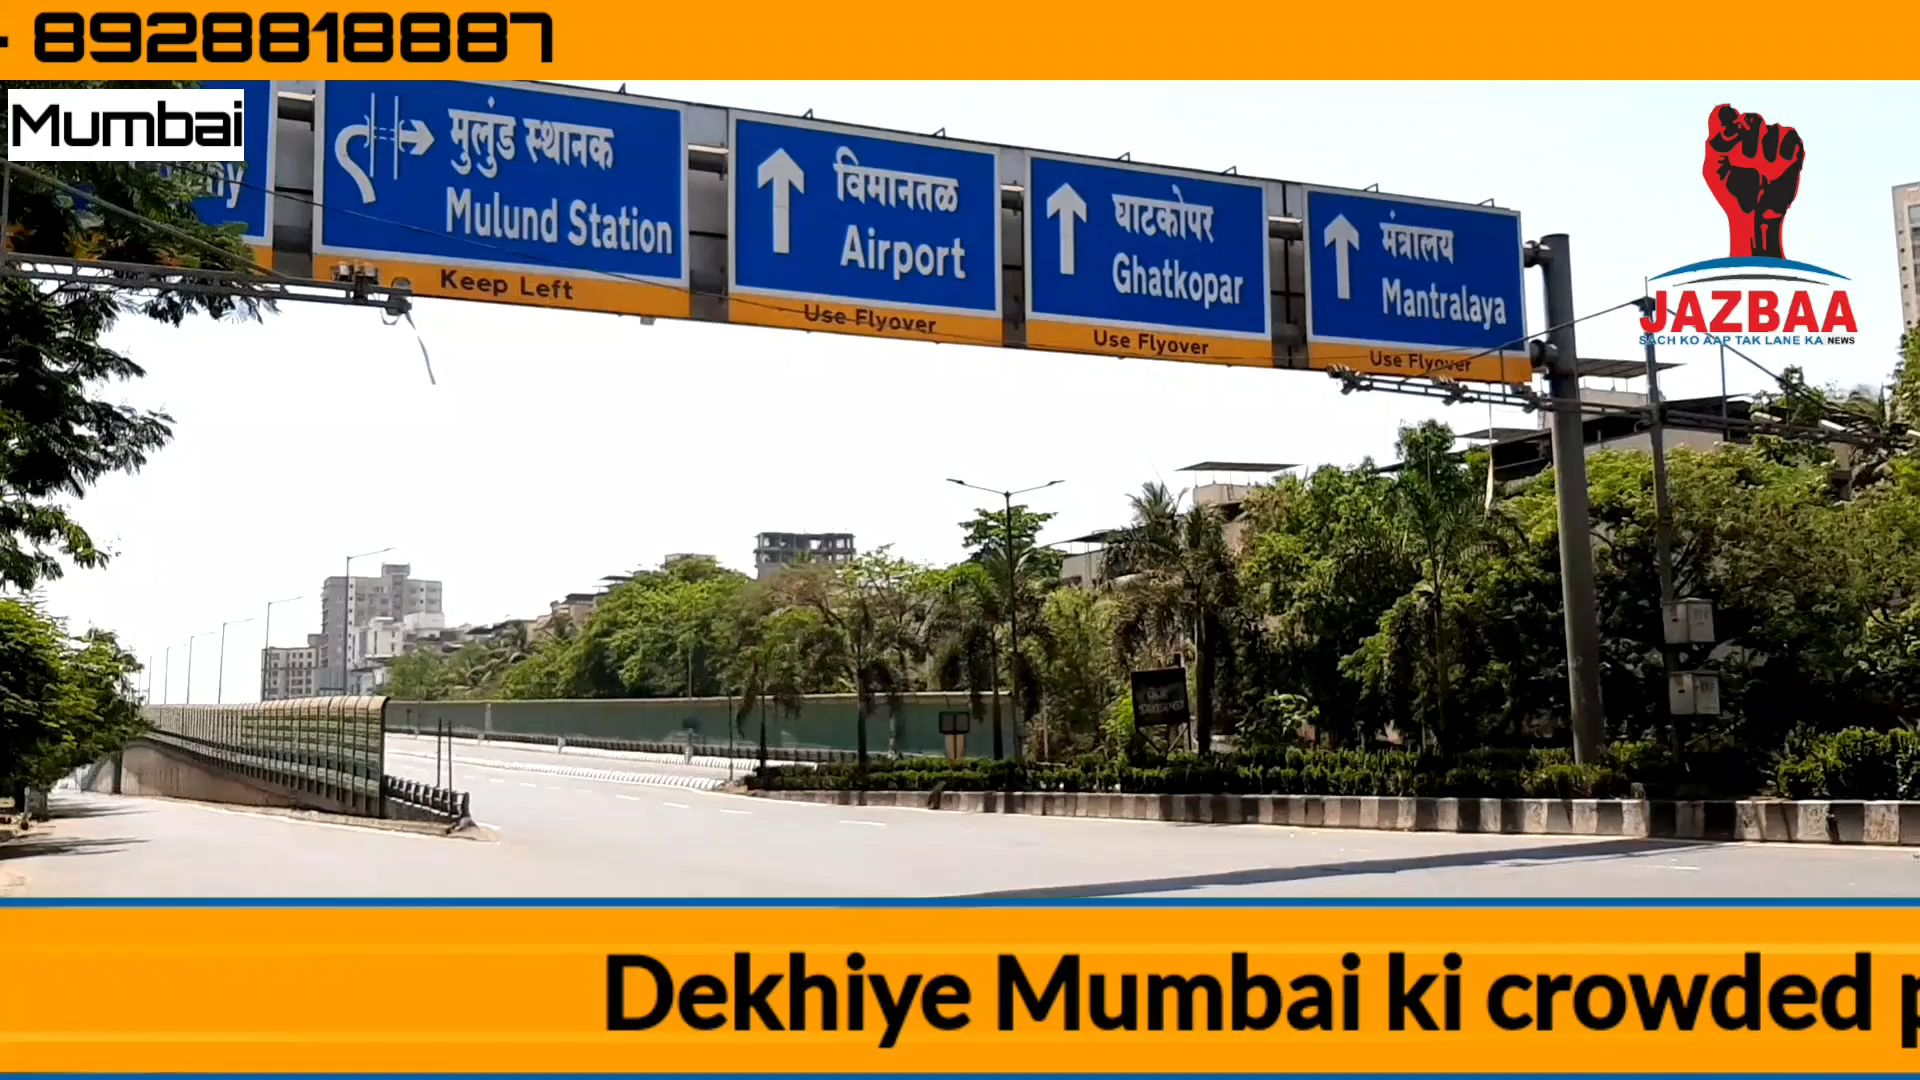 - 8928818887
Mumbai
मुलुंड स्थानक
Mulund Station
Keep Left
विमानतळ
Airport
Use Flyover
घाटकोपर
Ghatkopar
Use Flyover
मंत्रालय
Mantralaya
Use Flyover
JAZBAA
SACH KO AAP TAK LANE KA NEWS
Dekhiye Mumbai ki crowded